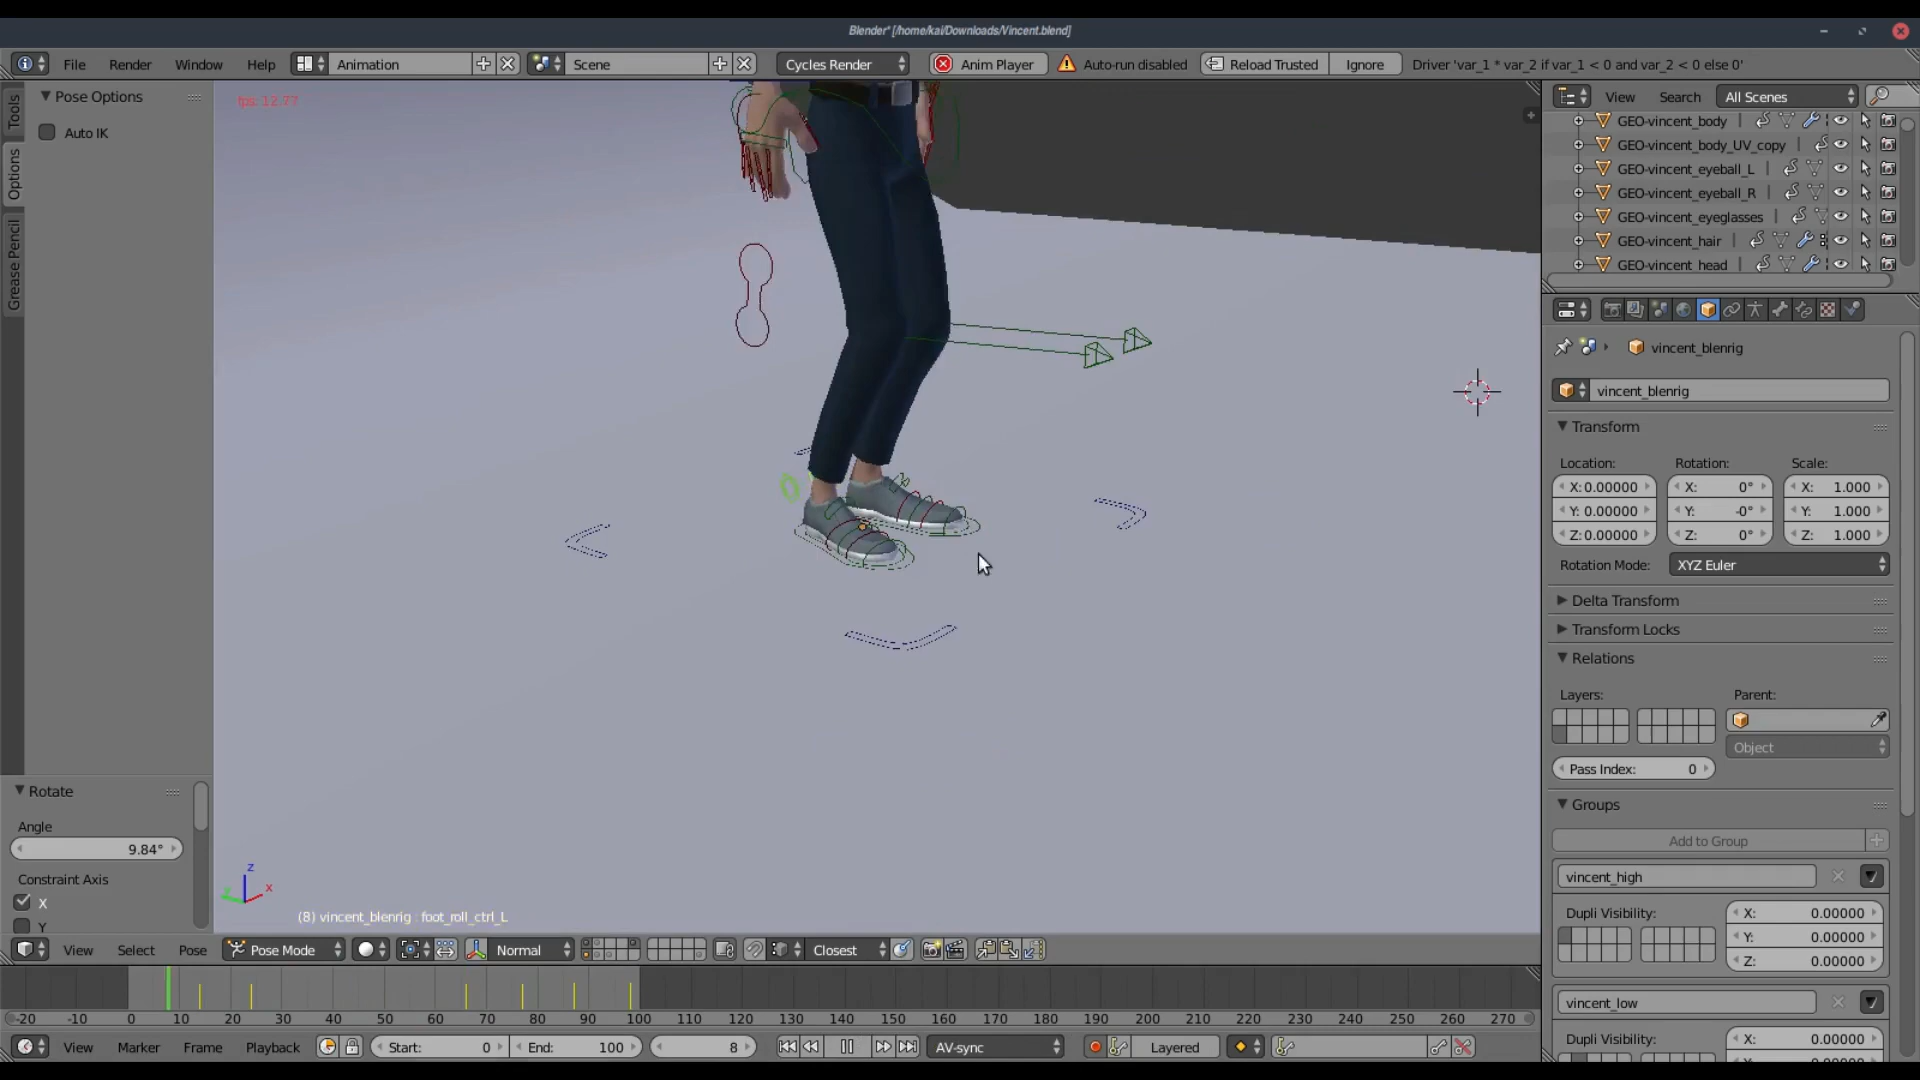 Blender* [/home/kai/Downloads/Vincent.blend]
File Render Window Help Animation Scene Cycles Render Anim Player Auto-run disabled Reload Trusted Ignore Driver 'var_1 * var_2 if var_1 < 0 and var_2 < 0 else 0'
Tools
Options
Grease Pencil
Pose Options
Auto IK
fps: 12.77
View Search All Scenes
GEO-vincent_body
GEO-vincent_body_UV_copy
GEO-vincent_eyeball_L
GEO-vincent_eyeball_R
GEO-vincent_eyeglasses
GEO-vincent_hair
GEO-vincent_head
vincent_blenrig
vincent_blenrig
Transform
Location: Rotation: Scale:
X: 0.00000 X: 0° X: 1.000
Y: 0.00000 Y: -0° Y: 1.000
Z: 0.00000 Z: 0° Z: 1.000
Rotation Mode: XYZ Euler
Delta Transform
Transform Locks
Relations
Layers: Parent:
Object
Pass Index: 0
Groups
Add to Group
vincent_high
Dupli Visibility: X: 0.00000
Y: 0.00000
Z: 0.00000
vincent_low
Dupli Visibility: X: 0.00000
Rotate
Angle
9.84°
Constraint Axis
X
Y
z
x
y
(8) vincent_blenrig : foot_roll_ctrl_L
View Select Pose Pose Mode Normal Closest
-20 -10 0 10 20 30 40 50 60 70 80 90 100 110 120 130 140 150 160 170 180 190 200 210 220 230 240 250 260 270
View Marker Frame Playback Start: 0 End: 100 8 AV-sync Layered